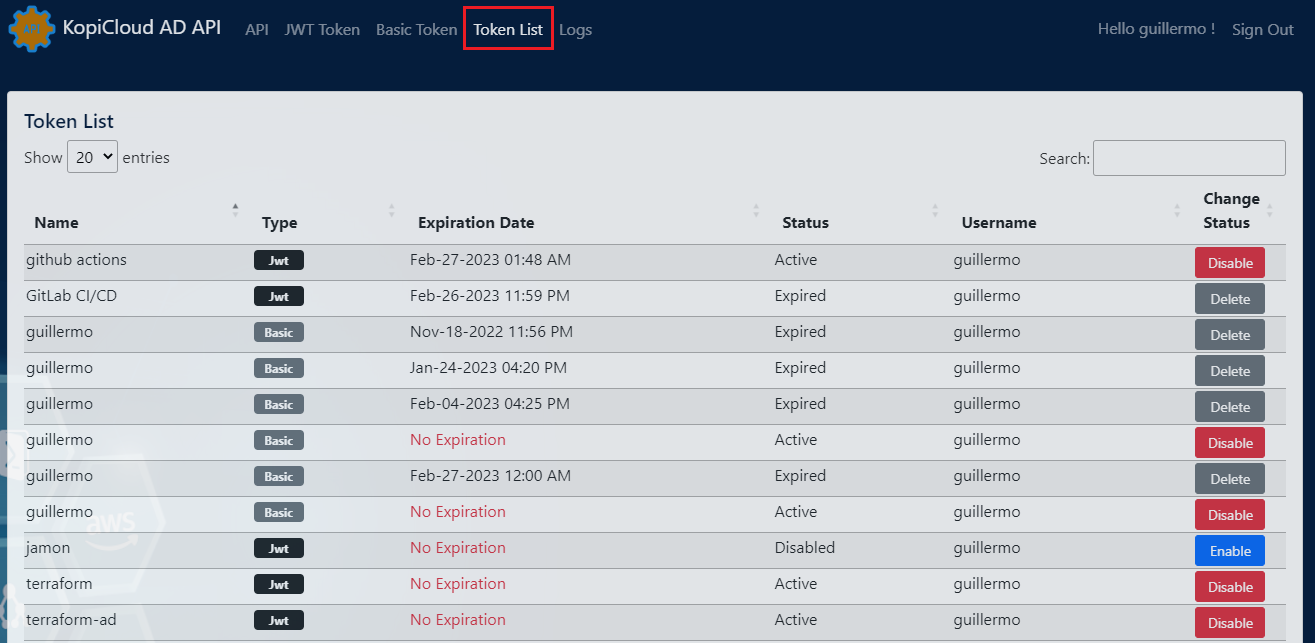 API KopiCloud AD API API JWT Token Basic Token Token List Logs Hello guillermo ! Sign Out
Token List
Show 20 entries Search:
Name Type Expiration Date Status Username Change Status
github actions Jwt Feb-27-2023 01:48 AM Active guillermo Disable
GitLab CI/CD Jwt Feb-26-2023 11:59 PM Expired guillermo Delete
guillermo Basic Nov-18-2022 11:56 PM Expired guillermo Delete
guillermo Basic Jan-24-2023 04:20 PM Expired guillermo Delete
guillermo Basic Feb-04-2023 04:25 PM Expired guillermo Delete
guillermo Basic No Expiration Active guillermo Disable
guillermo Basic Feb-27-2023 12:00 AM Expired guillermo Delete
guillermo Basic No Expiration Active guillermo Disable
aws
jamon Jwt No Expiration Disabled guillermo Enable
terraform Jwt No Expiration Active guillermo Disable
terraform-ad Jwt No Expiration Active guillermo Disable